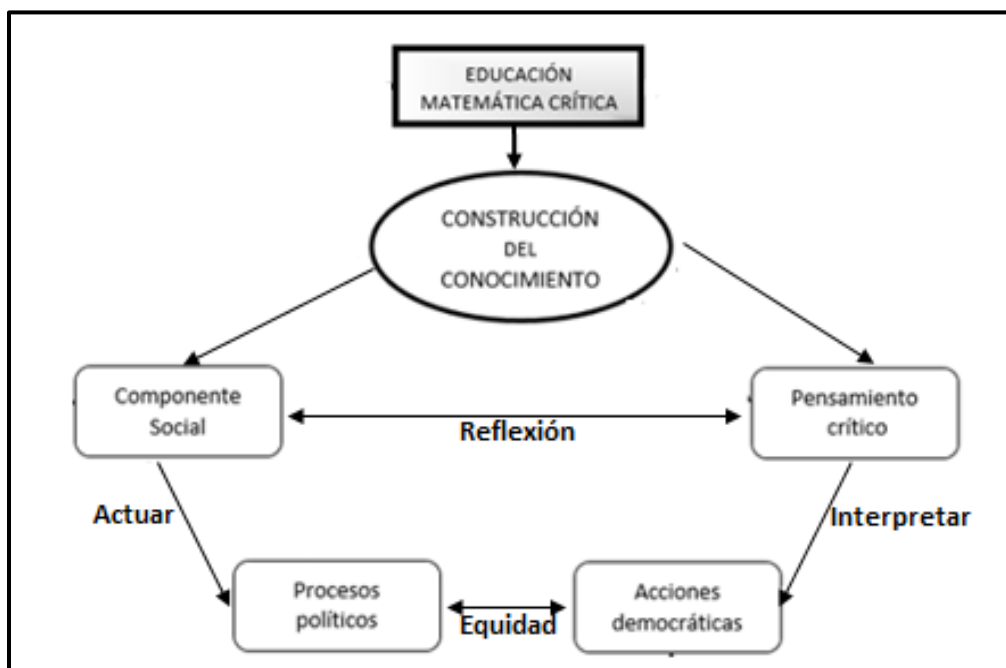 EDUCACIÓN
MATEMÁTICA CRÍTICA
CONSTRUCCIÓN
DEL
CONOCIMIENTO
Componente
Social
Reflexión
Pensamiento
crítico
Actuar
Interpretar
Procesos
políticos
Equidad
Acciones
democráticas